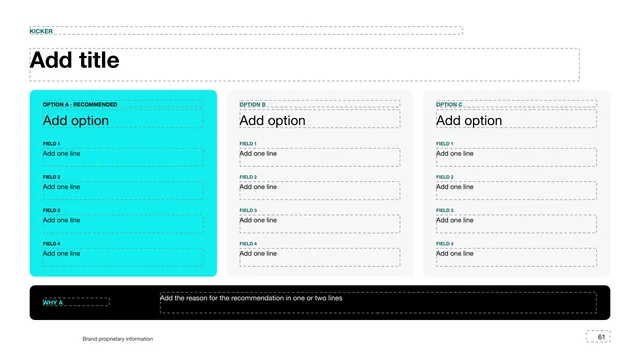 KICKER
Add title
OPTION A - RECOMMENDED
Add option
FIELD 1
Add one line
FIELD 2
Add one line
FIELD 3
Add one line
FIELD 4
Add one line
OPTION B
Add option
FIELD 1
Add one line
FIELD 2
Add one line
FIELD 3
Add one line
FIELD 4
Add one line
OPTION C
Add option
FIELD 1
Add one line
FIELD 2
Add one line
FIELD 3
Add one line
FIELD 4
Add one line
WHY A
Add the reason for the recommendation in one or two lines
Brand proprietary information
61